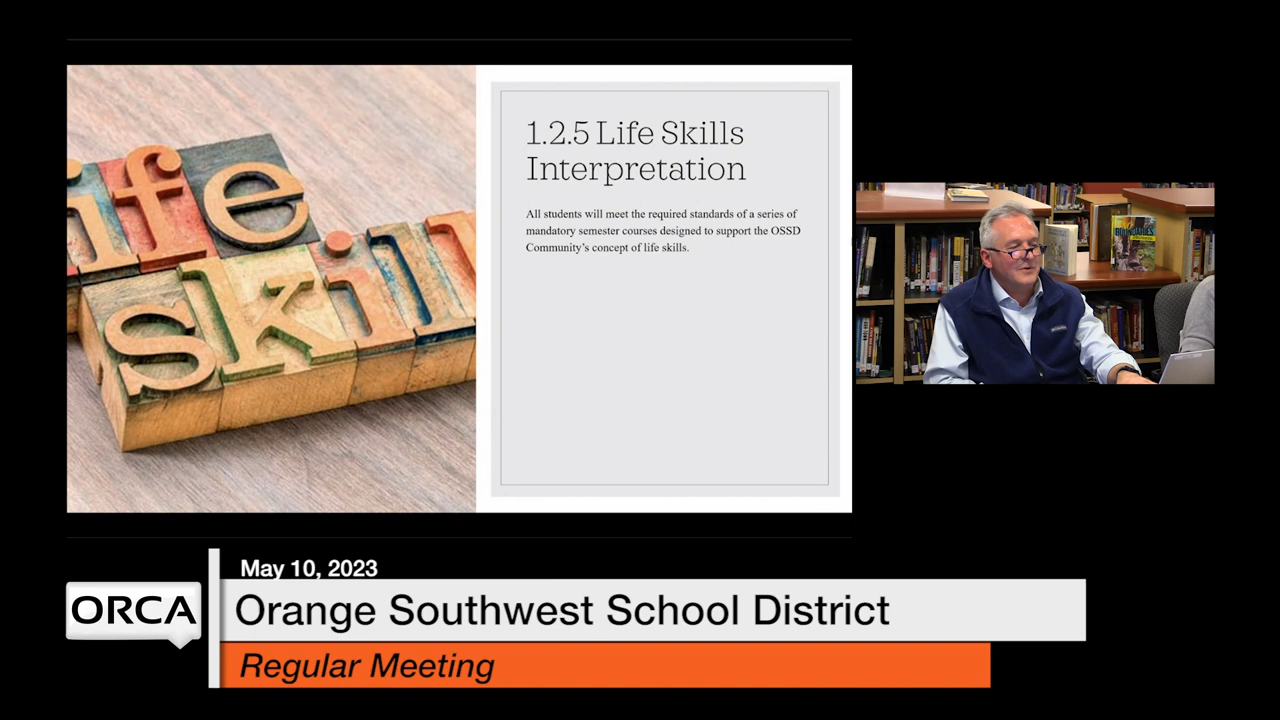 ife
skill
1.2.5 Life Skills
Interpretation
All students will meet the required standards of a series of
mandatory semester courses designed to support the OSSD
Community's concept of life skills.
May 10, 2023
ORCA
Orange Southwest School District
Regular Meeting